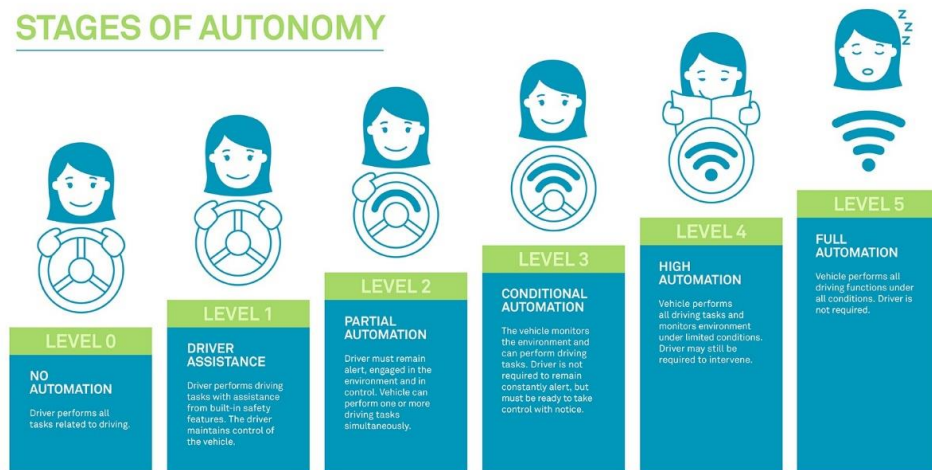 STAGES OF AUTONOMY
LEVEL 0
NO
AUTOMATION
Driver performs all
tasks related to driving.
LEVEL 1
DRIVER
ASSISTANCE
Driver performs driving
tasks with assistance
from built-in safety
features. The driver
maintains control of
the vehicle.
LEVEL 2
PARTIAL
AUTOMATION
Driver must remain
alert, engaged in the
environment and in
control. Vehicle can
perform one or more
driving tasks
simultaneously.
LEVEL 3
CONDITIONAL
AUTOMATION
The vehicle monitors
the environment and
can perform driving
tasks. Driver is not
required to remain
constantly alert, but
must be ready to take
control with notice.
LEVEL 4
HIGH
AUTOMATION
Vehicle performs
all driving tasks and
monitors environment
under limited conditions.
Driver may still be
required to intervene.
Z
Z
Z
LEVEL 5
FULL
AUTOMATION
Vehicle performs all
driving functions under
all conditions. Driver is
not required.